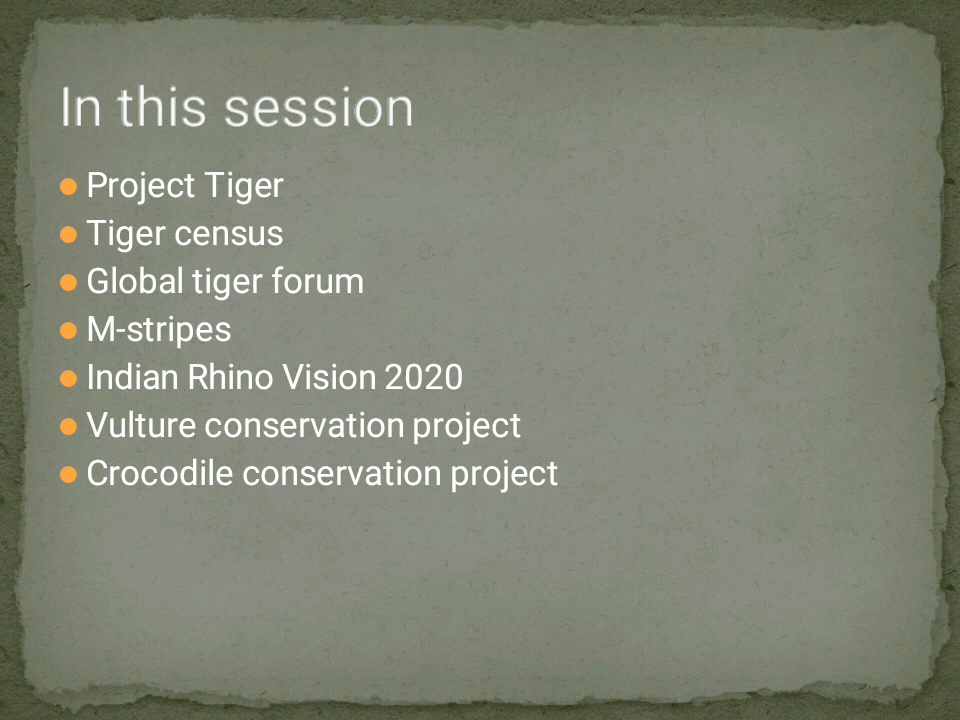 In this session
Project Tiger
Tiger census
Global tiger forum
M-stripes
Indian Rhino Vision 2020
Vulture conservation project
Crocodile conservation project